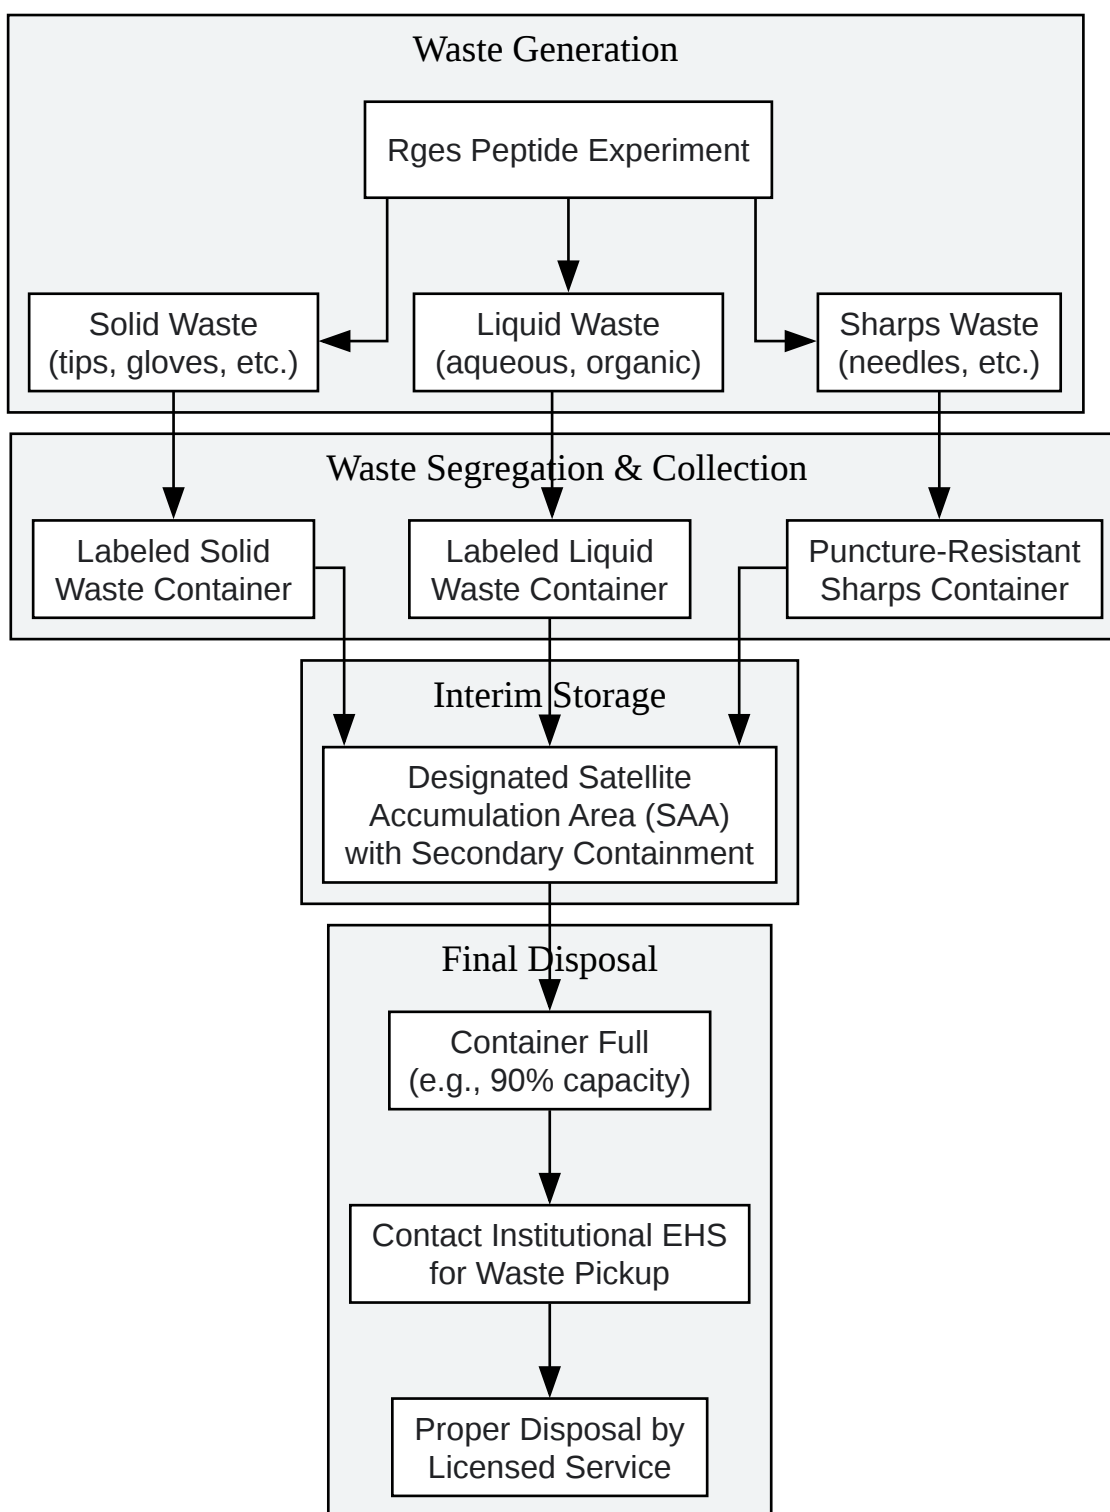 Waste Generation
Rges Peptide Experiment
Solid Waste
(tips, gloves, etc.)
Liquid Waste
(aqueous, organic)
Sharps Waste
(needles, etc.)
Waste Segregation & Collection
Labeled Solid
Waste Container
Labeled Liquid
Waste Container
Puncture-Resistant
Sharps Container
Interim Storage
Designated Satellite
Accumulation Area (SAA)
with Secondary Containment
Final Disposal
Container Full
(e.g., 90% capacity)
Contact Institutional EHS
for Waste Pickup
Proper Disposal by
Licensed Service